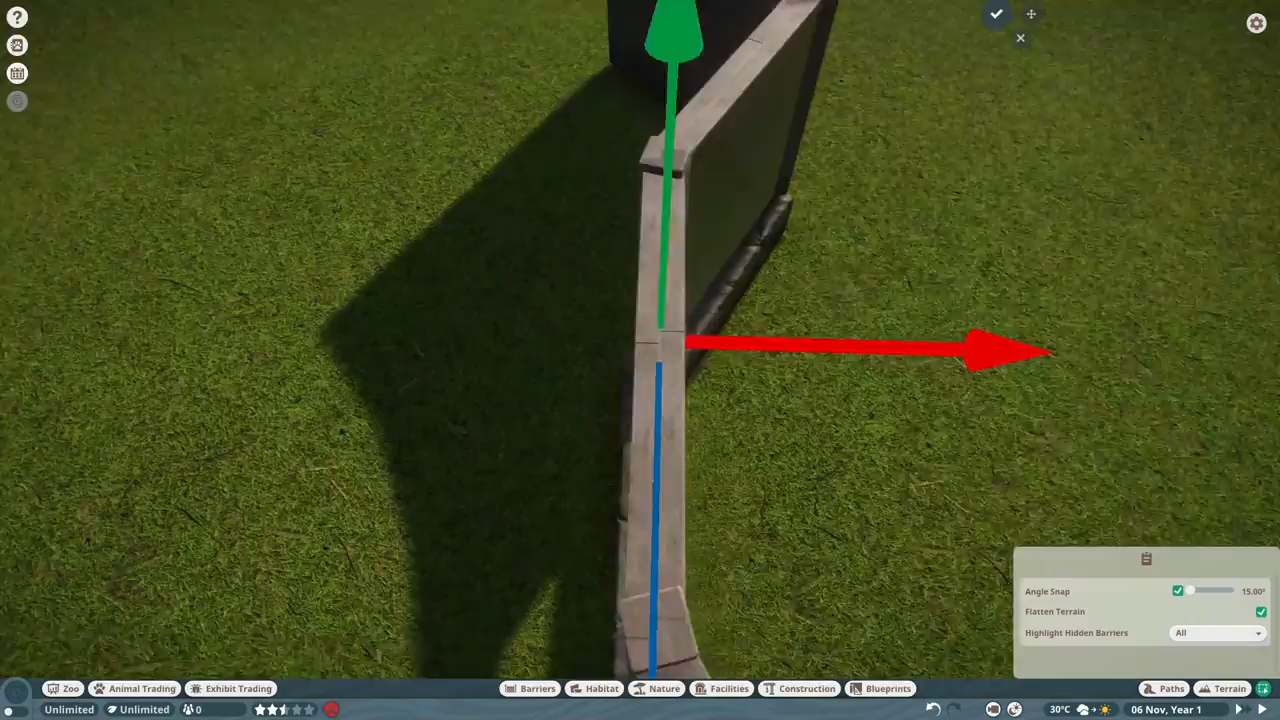 Angle Snap 15.00°
Flatten Terrain
Highlight Hidden Barriers All
Zoo Animal Trading Exhibit Trading Barriers Habitat Nature Facilities Construction Blueprints Paths Terrain
Unlimited Unlimited 0 30°C 06 Nov, Year 1